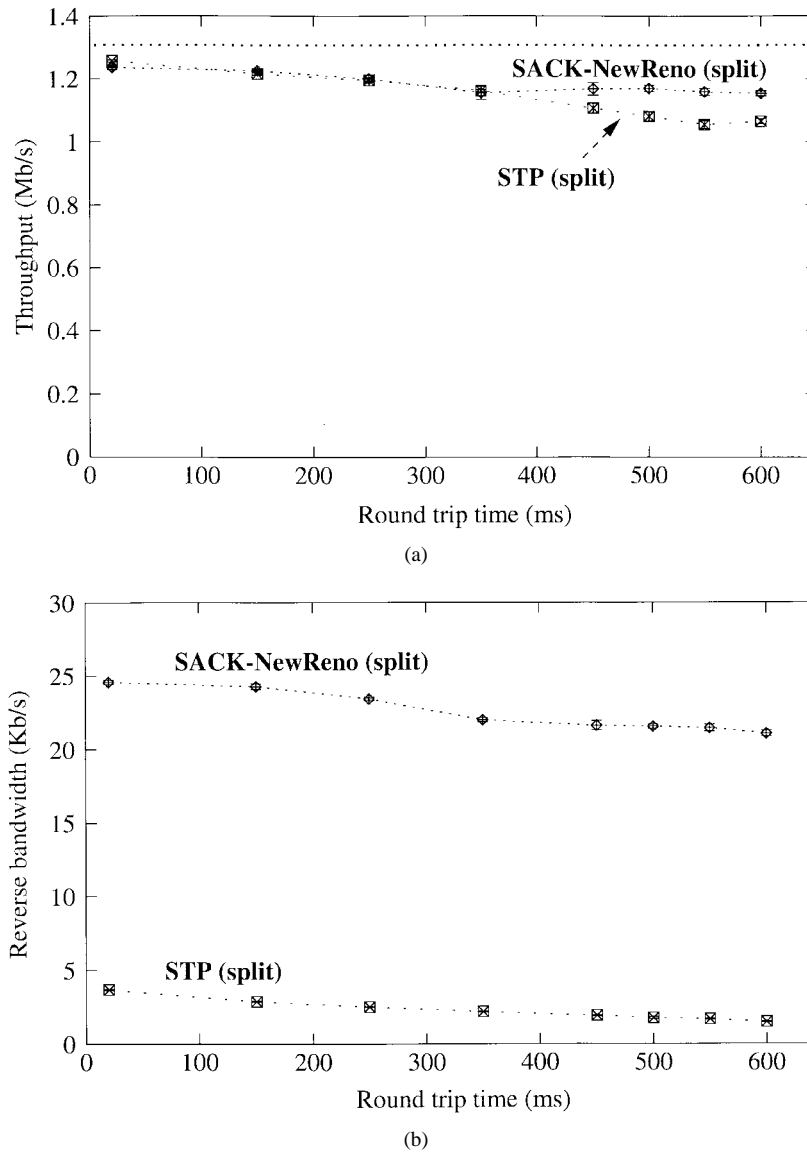 1.4
1.2
1
0.8
0.6
0.4
0.2
0
Throughput (Mb/s)
SACK-NewReno (split)
STP (split)
0 100 200 300 400 500 600
Round trip time (ms)
(a)
30
25
20
15
10
5
0
Reverse bandwidth (Kb/s)
SACK-NewReno (split)
STP (split)
0 100 200 300 400 500 600
Round trip time (ms)
(b)